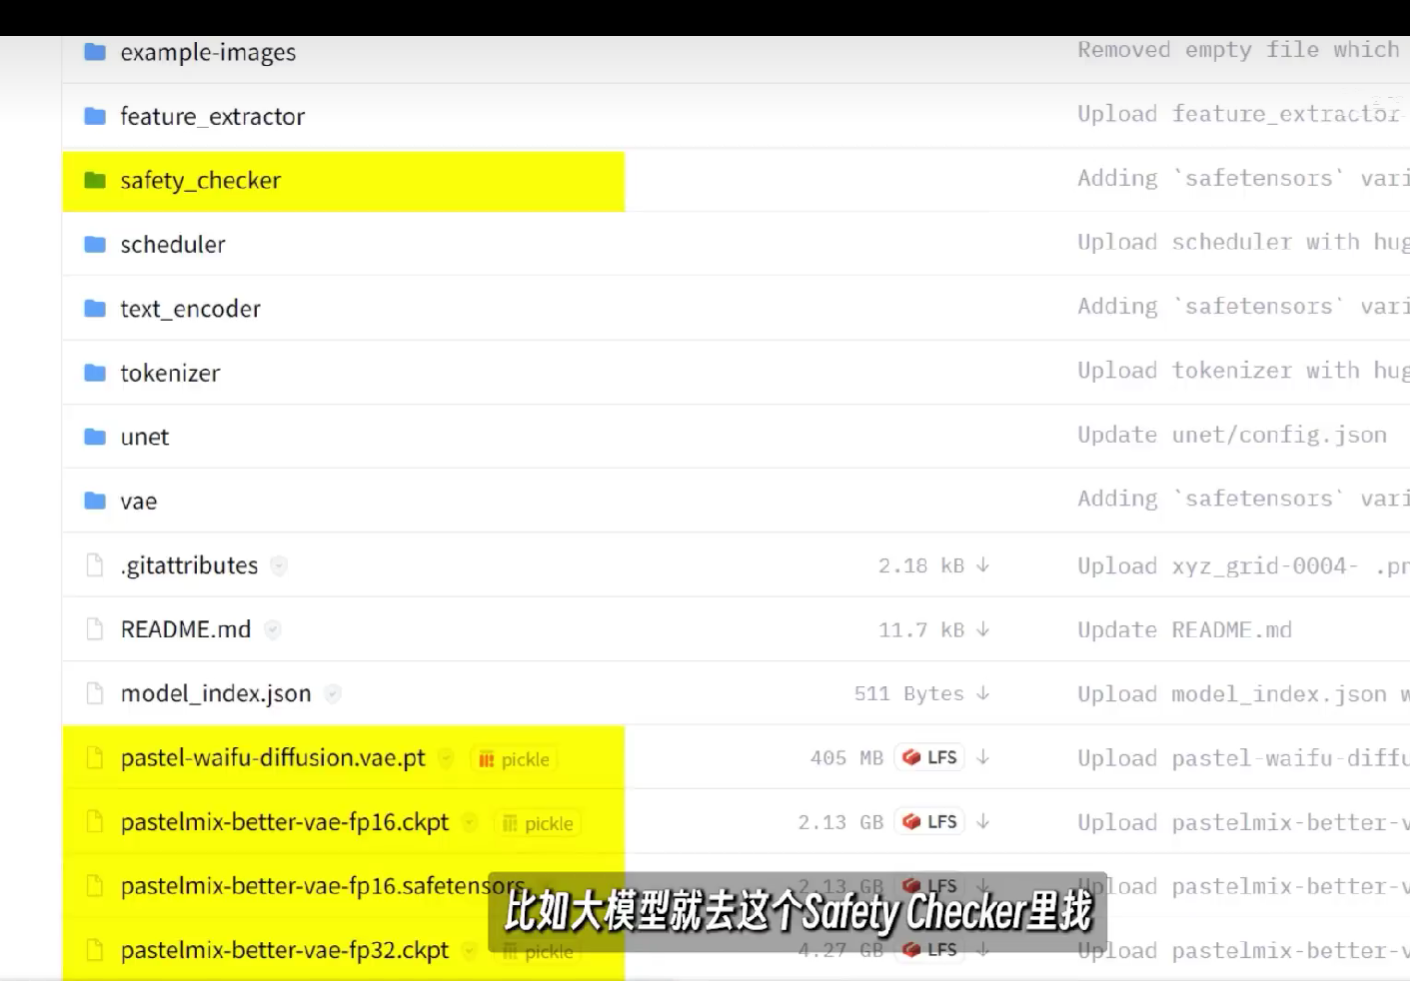 example-images Removed empty file which
feature_extractor Upload feature_extractor
safety_checker Adding `safetensors` vari
scheduler Upload scheduler with hug
text_encoder Adding `safetensors` vari
tokenizer Upload tokenizer with hug
unet Update unet/config.json
vae Adding `safetensors` vari
.gitattributes 2.18 kB Upload xyz_grid-0004- .pn
README.md 11.7 kB Update README.md
model_index.json 511 Bytes Upload model_index.json w
pastel-waifu-diffusion.vae.pt pickle 405 MB LFS Upload pastel-waifu-diffu
pastelmix-better-vae-fp16.ckpt pickle 2.13 GB LFS Upload pastelmix-better-v
pastelmix-better-vae-fp16.safetensors 2.13 GB LFS Upload pastelmix-better-v
比如大模型就去这个Safety Checker里找
pastelmix-better-vae-fp32.ckpt pickle 4.27 GB LFS Upload pastelmix-better-v